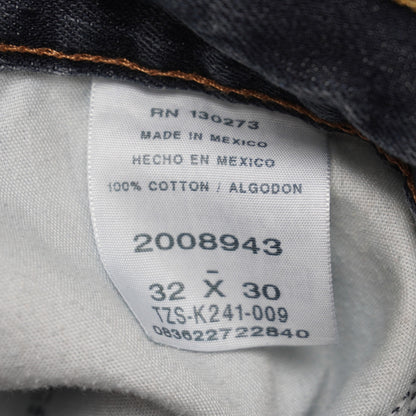 RN 130273
MADE IN MEXICO
HECHO EN MEXICO
100% COTTON / ALGODON
2008943
–
32 X 30
TZS-K241-009
083622722840